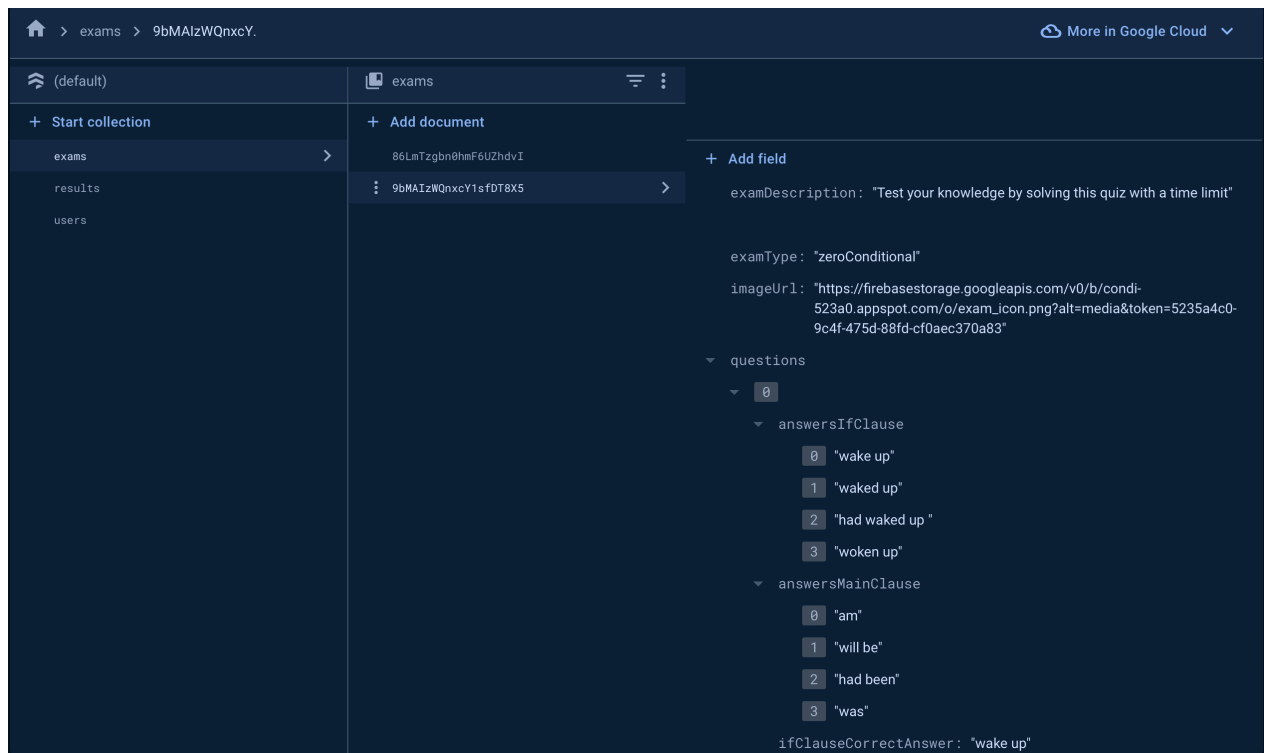 exams > 9bMAIzWQnxcY.
More in Google Cloud
(default)
+ Start collection
exams
results
users
exams
+ Add document
86LmTzgbn0hmF6UZhdvI
9bMAIzWQnxcY1sfDT8X5
+ Add field
examDescription: "Test your knowledge by solving this quiz with a time limit"
examType: "zeroConditional"
imageUrl: "https://firebasestorage.googleapis.com/v0/b/condi-
523a0.appspot.com/o/exam_icon.png?alt=media&token=5235a4c0-
9c4f-475d-88fd-cf0aec370a83"
questions
0
answersIfClause
0 "wake up"
1 "waked up"
2 "had waked up "
3 "woken up"
answersMainClause
0 "am"
1 "will be"
2 "had been"
3 "was"
ifClauseCorrectAnswer: "wake up"